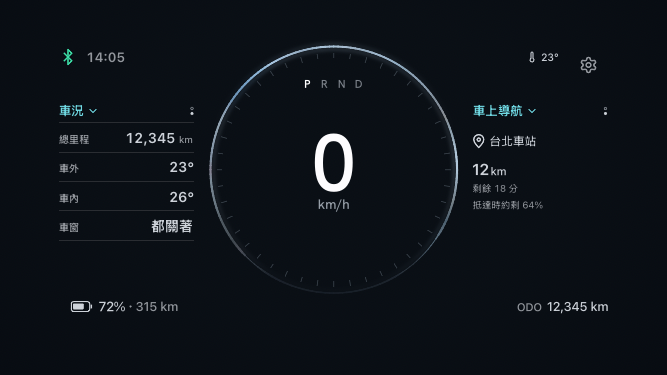 14:05
P R N D
23°
車況
總里程 12,345 km
車外 23°
車內 26°
車窗 都關著
0
km/h
車上導航
台北車站
12 km
剩餘 18 分
抵達時約剩 64%
72% · 315 km
ODO 12,345 km